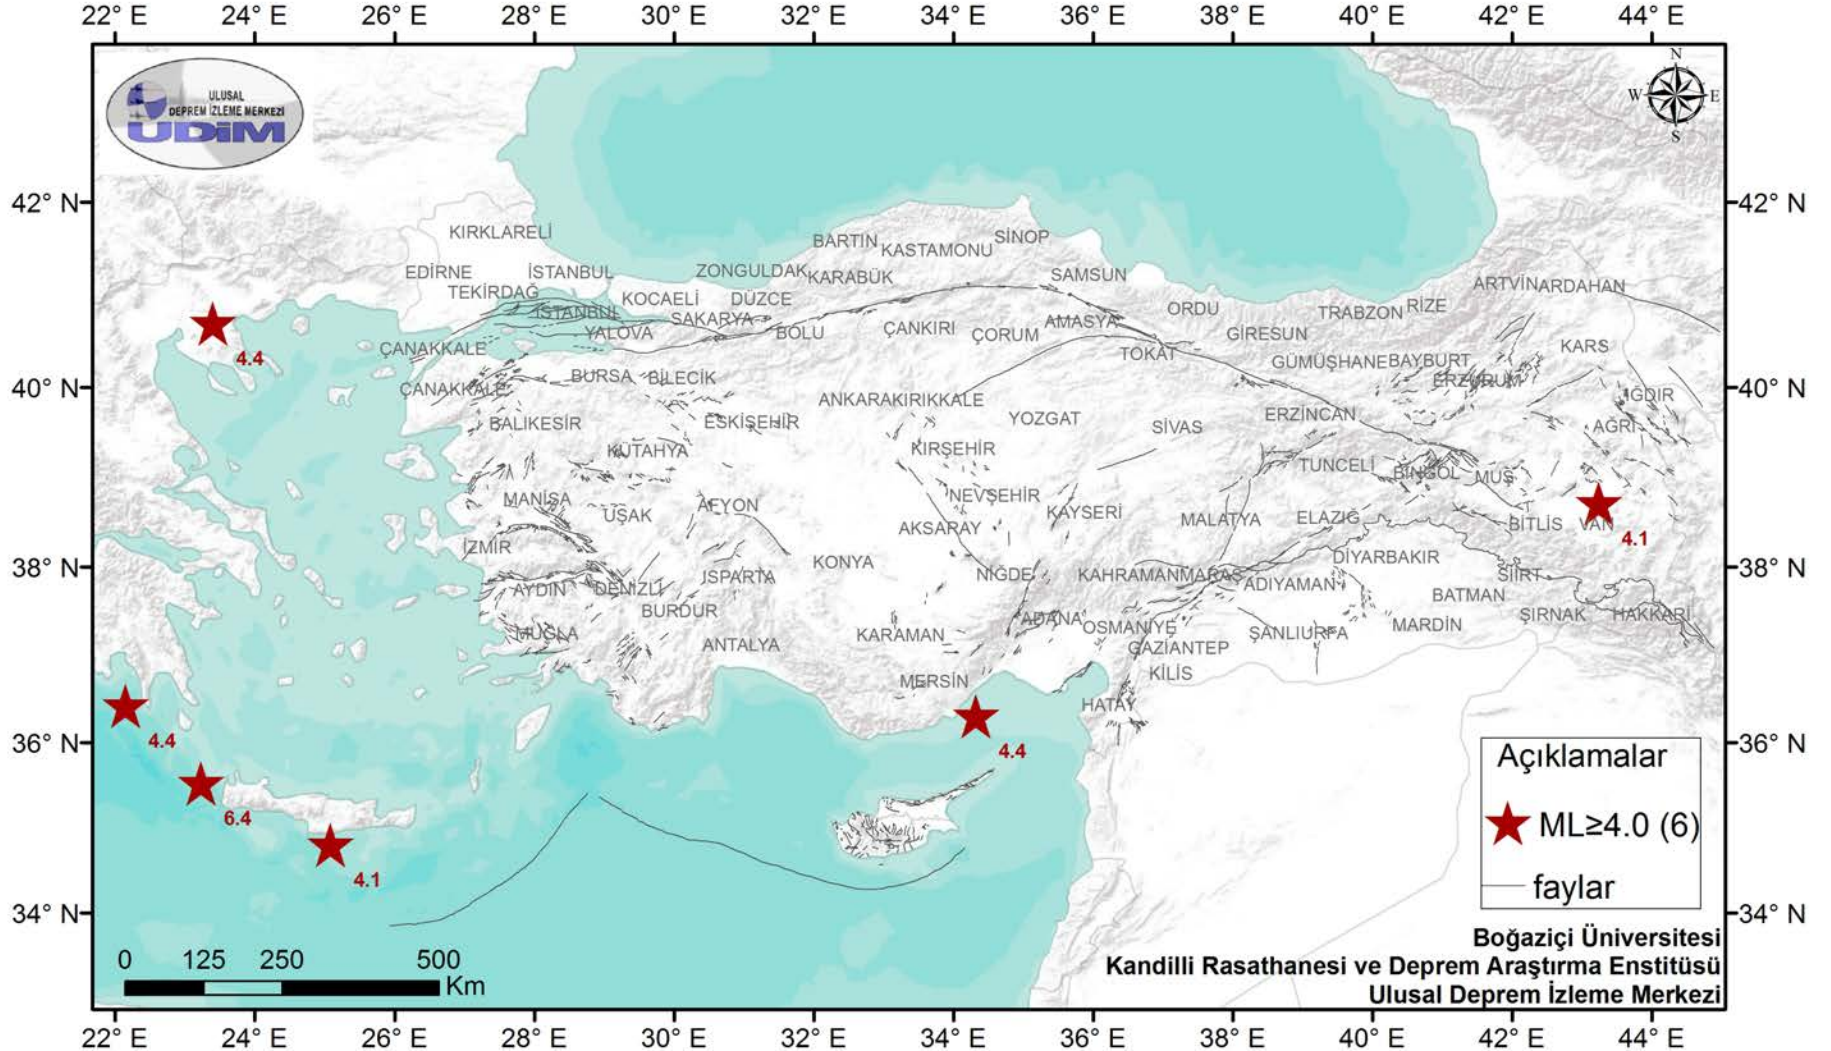 22° E 24° E 26° E 28° E 30° E 32° E 34° E 36° E 38° E 40° E 42° E 44° E
N
W E
S
ULUSAL
DEPREM İZLEME MERKEZİ
UDİM
42° N 42° N
KIRKLARELİ
BARTIN KASTAMONU SİNOP
EDİRNE İSTANBUL ZONGULDAK KARABÜK SAMSUN
TEKİRDAĞ KOCAELİ DÜZCE ARTVİN ARDAHAN
İSTANBUL SAKARYA ORDU TRABZON RİZE
YALOVA BOLU ÇANKIRI ÇORUM AMASYA GİRESUN
4.4 ÇANAKKALE TOKAT GÜMÜŞHANE BAYBURT KARS
40° N ÇANAKKALE BURSA BİLECİK ERZURUM 40° N
ANKARA KIRIKKALE IĞDIR
BALIKESİR ESKİŞEHİR YOZGAT SİVAS ERZİNCAN AĞRI
KÜTAHYA KIRŞEHİR TUNCELİ BİNGÖL MUŞ
MANİSA UŞAK AFYON NEVŞEHİR KAYSERİ
AKSARAY MALATYA ELAZIĞ BİTLİS VAN
4.1
İZMİR KONYA DİYARBAKIR
38° N ISPARTA NİĞDE KAHRAMANMARAŞ SİİRT 38° N
AYDIN DENİZLİ BURDUR ADIYAMAN BATMAN
ADANA ŞIRNAK HAKKARİ
MUĞLA ANTALYA KARAMAN OSMANİYE ŞANLIURFA MARDİN
GAZİANTEP
MERSİN KİLİS
HATAY
4.4 4.4
36° N 36° N
Açıklamalar
6.4
ML≥4.0 (6)
4.1
faylar
34° N 34° N
Boğaziçi Üniversitesi
Kandilli Rasathanesi ve Deprem Araştırma Enstitüsü
Ulusal Deprem İzleme Merkezi
0 125 250 500
Km
22° E 24° E 26° E 28° E 30° E 32° E 34° E 36° E 38° E 40° E 42° E 44° E